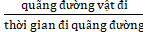 quãng đường vật đi
thời gian đi quãng đường